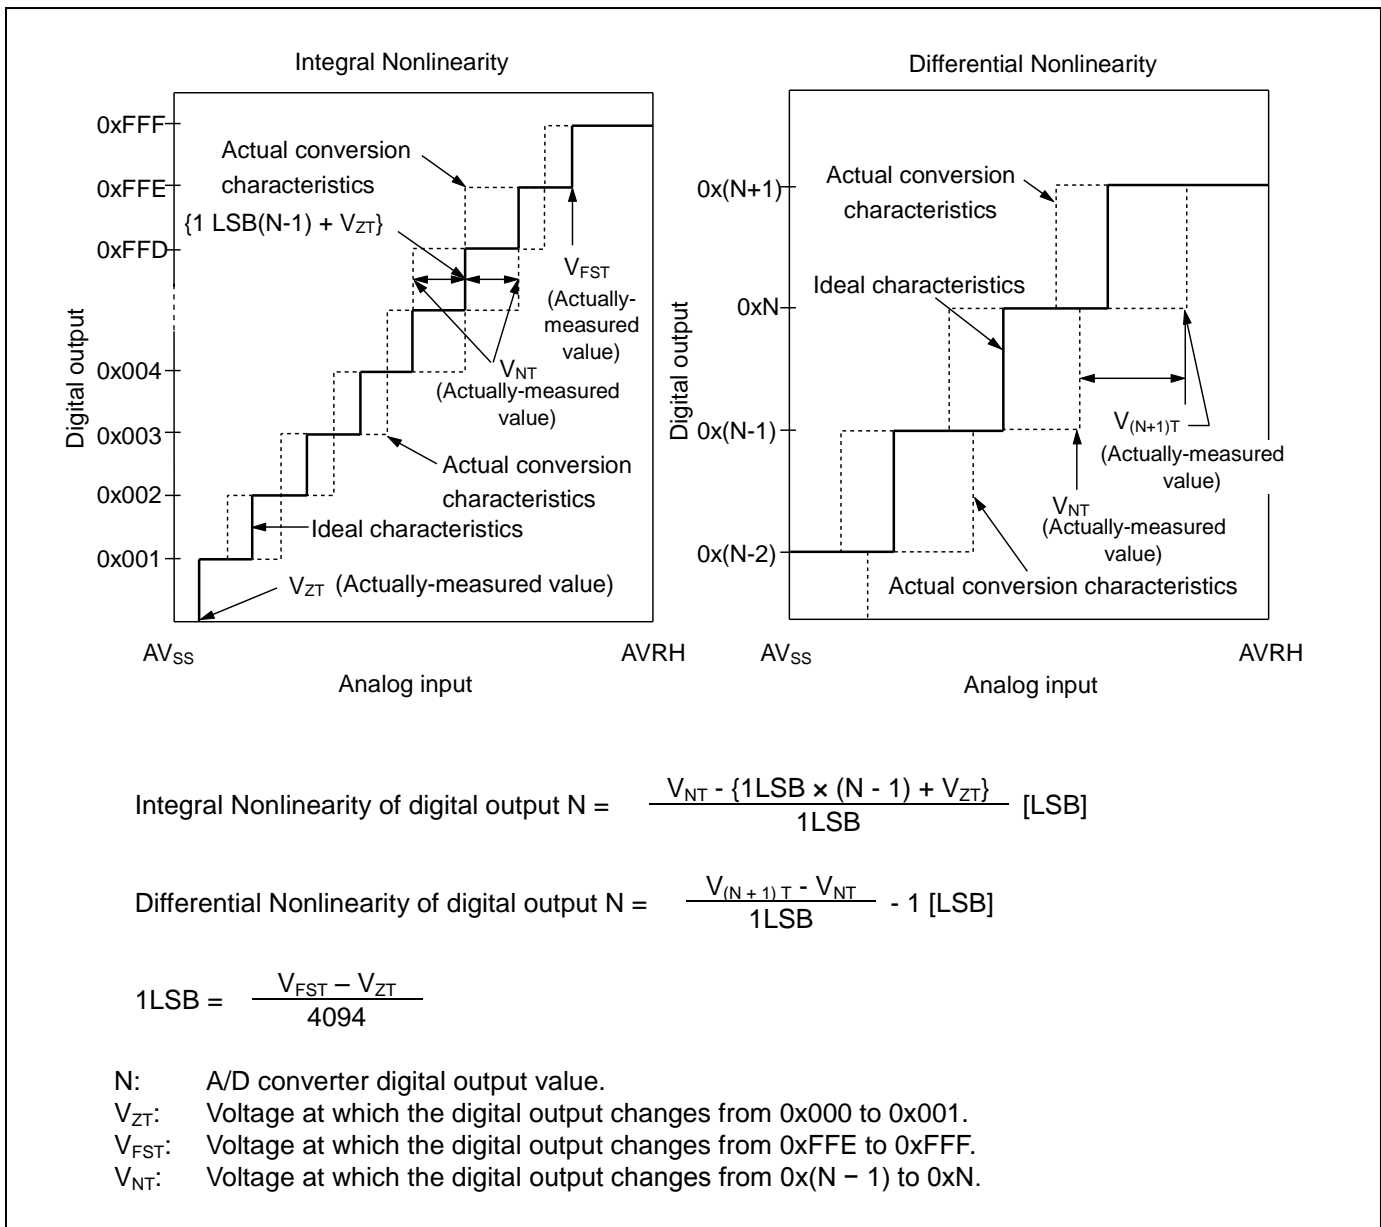 Integral Nonlinearity
0xFFF
0xFFE
0xFFD
0x004
0x003
0x002
0x001
Digital output
Actual conversion
characteristics
{1 LSB(N-1) + VZT}
VFST
(Actually-
measured
value)
VNT
(Actually-measured
value)
Actual conversion
characteristics
Ideal characteristics
VZT (Actually-measured value)
AVSS
AVRH
Analog input
Differential Nonlinearity
0x(N+1)
0xN
0x(N-1)
0x(N-2)
Digital output
Actual conversion
characteristics
Ideal characteristics
V(N+1)T
(Actually-measured
value)
VNT
(Actually-measured
value)
Actual conversion characteristics
AVSS
AVRH
Analog input
Integral Nonlinearity of digital output N = VNT - {1LSB × (N - 1) + VZT} / 1LSB [LSB]
Differential Nonlinearity of digital output N = V(N + 1) T - VNT / 1LSB - 1 [LSB]
1LSB = VFST – VZT / 4094
N: A/D converter digital output value.
VZT: Voltage at which the digital output changes from 0x000 to 0x001.
VFST: Voltage at which the digital output changes from 0xFFE to 0xFFF.
VNT: Voltage at which the digital output changes from 0x(N − 1) to 0xN.